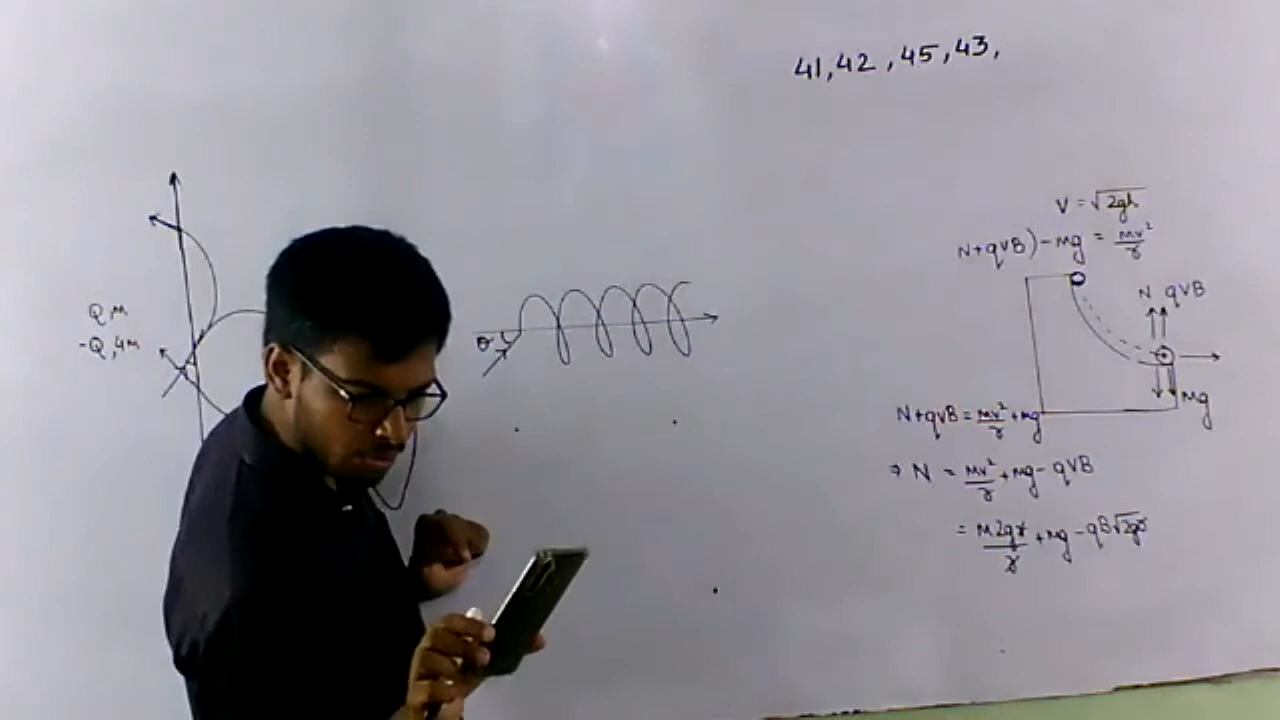 41, 42, 45, 43,
V = √2gh
N+qVB) - mg = mv²/r
Q, M
-Q, 4M
θ
N qVB
Mg
N+qVB = mv²/r + mg
⇒ N = mv²/r + mg - qVB
= M2gr/r + mg - qB√2gr